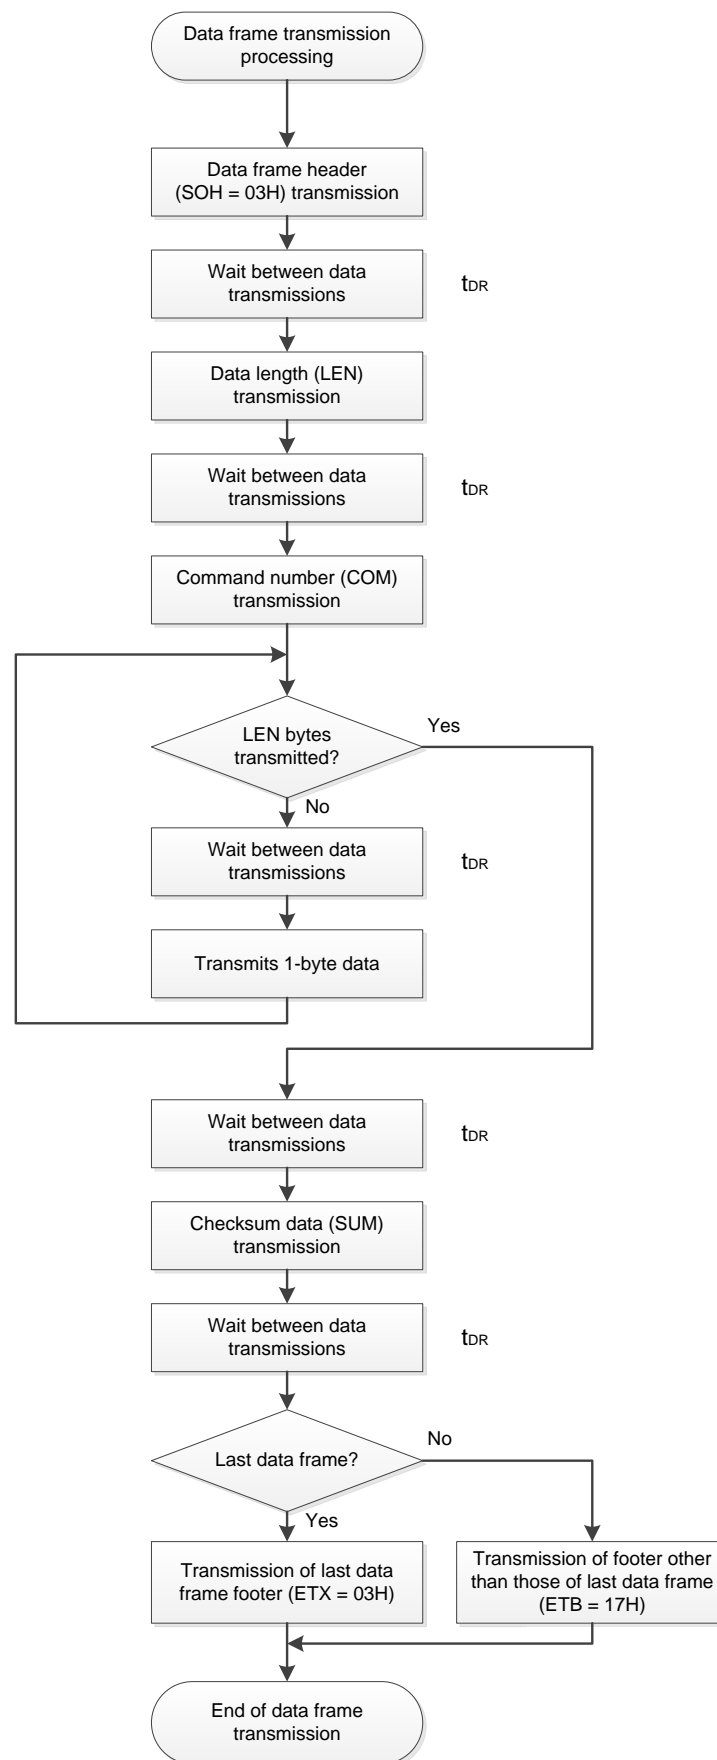 Data frame transmission
processing
Data frame header
(SOH = 03H) transmission
Wait between data
transmissions
tDR
Data length (LEN)
transmission
Wait between data
transmissions
tDR
Command number (COM)
transmission
LEN bytes
transmitted?
Yes
No
Wait between data
transmissions
tDR
Transmits 1-byte data
Wait between data
transmissions
tDR
Checksum data (SUM)
transmission
Wait between data
transmissions
tDR
Last data frame?
No
Yes
Transmission of last data
frame footer (ETX = 03H)
Transmission of footer other
than those of last data frame
(ETB = 17H)
End of data frame
transmission